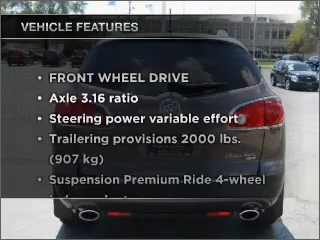 VEHICLE FEATURES
• FRONT WHEEL DRIVE
• Axle 3.16 ratio
• Steering power variable effort
• Trailering provisions 2000 lbs.
(907 kg)
• Suspension Premium Ride 4-wheel